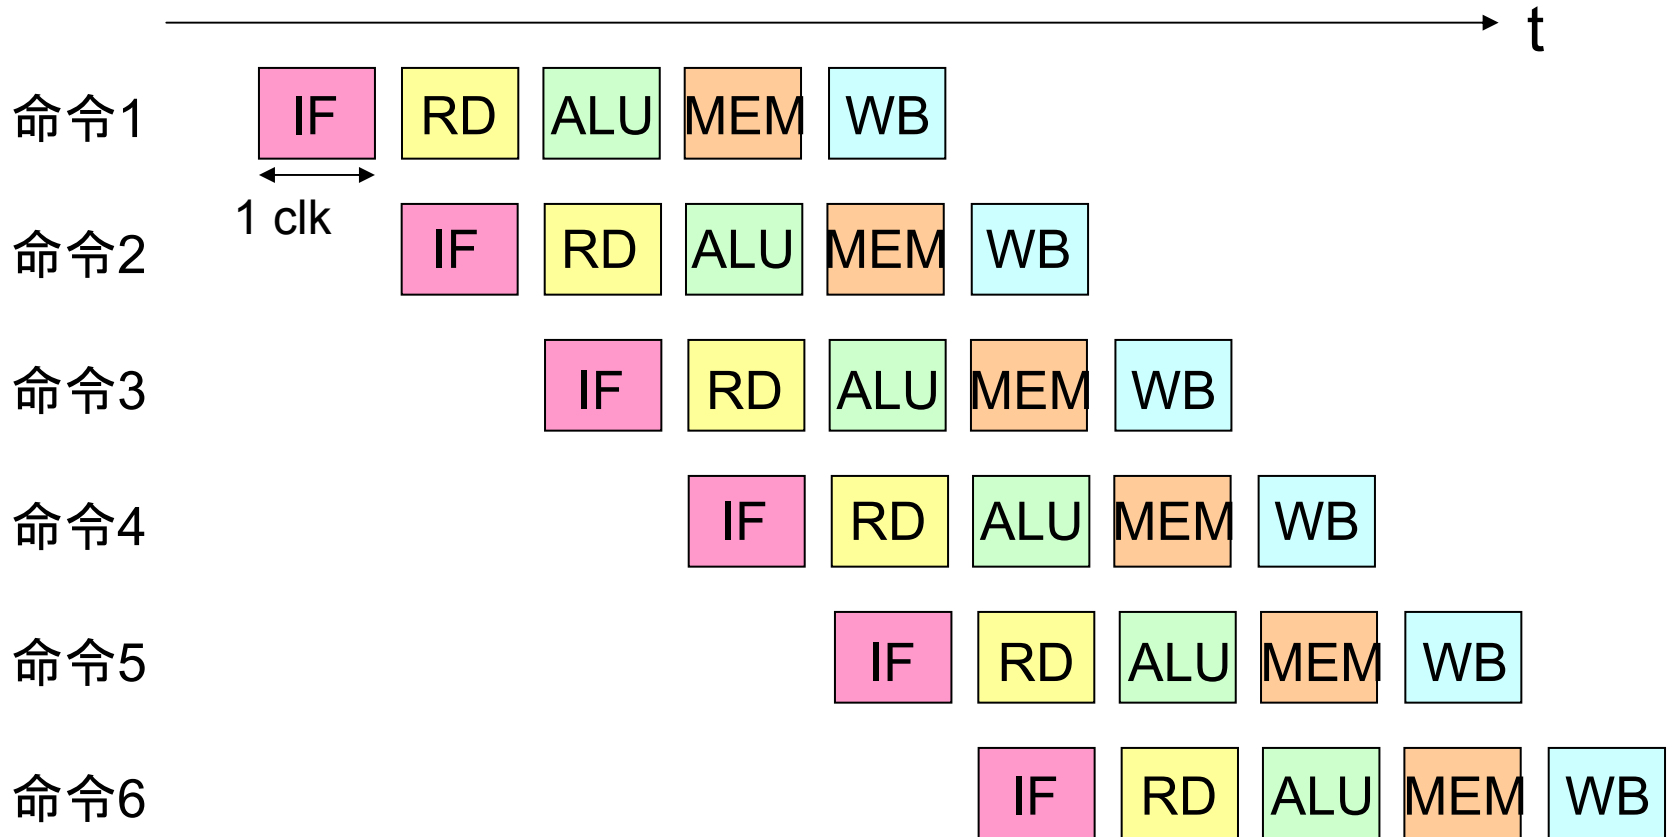 t
命令1 IF RD ALU MEM WB
1 clk
命令2 IF RD ALU MEM WB
命令3 IF RD ALU MEM WB
命令4 IF RD ALU MEM WB
命令5 IF RD ALU MEM WB
命令6 IF RD ALU MEM WB